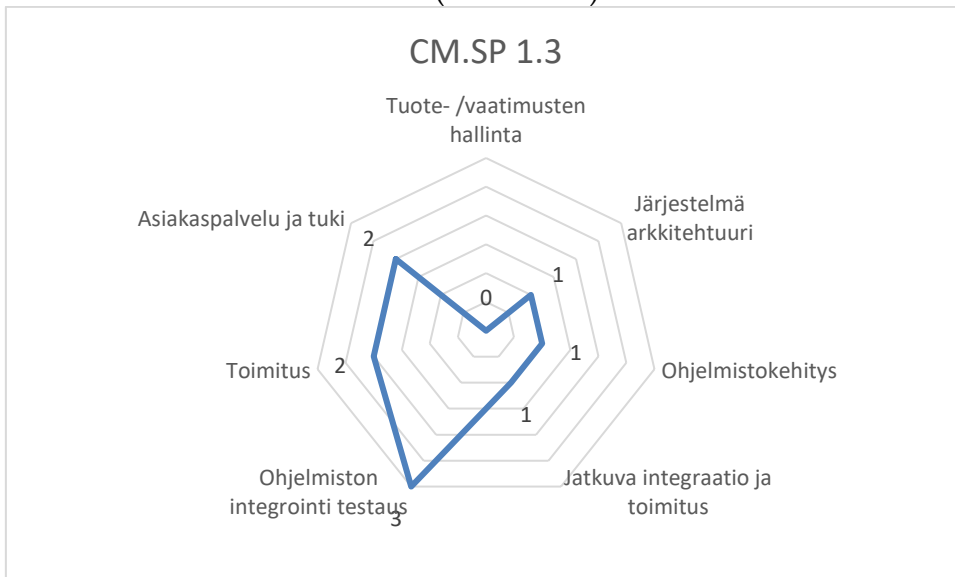 CM.SP 1.3
Tuote- /vaatimusten
hallinta
Järjestelmä
arkkitehtuuri
Asiakaspalvelu ja tuki
2
1
0
Toimitus
2
1
Ohjelmistokehitys
1
Ohjelmiston
integrointi testaus
3
Jatkuva integraatio ja
toimitus